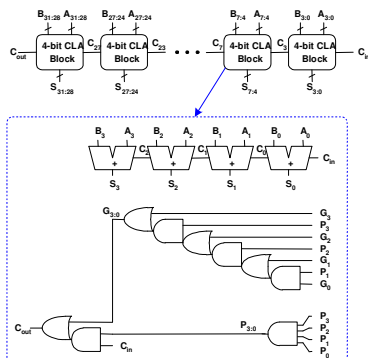 B31:28 A31:28 B27:24 A27:24 B7:4 A7:4 B3:0 A3:0
Cout 4-bit CLA Block C27 4-bit CLA Block C23 C7 4-bit CLA Block C3 4-bit CLA Block Cin
S31:28 S27:24 S7:4 S3:0
B3 A3 B2 A2 B1 A1 B0 A0
+ C2 + C1 + C0 + Cin
S3 S2 S1 S0
G3:0
G3
P3
G2
P2
G1
P1
G0
Cout
Cin
P3:0
P3
P2
P1
P0